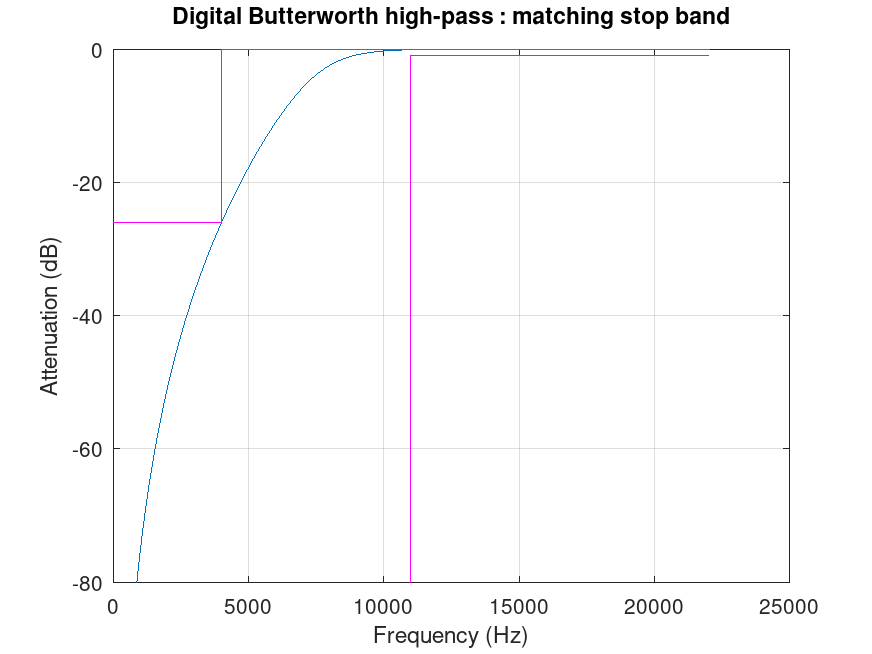 Digital Butterworth high-pass : matching stop band
0
-20
-40
-60
-80
Attenuation (dB)
0 5000 10000 15000 20000 25000
Frequency (Hz)